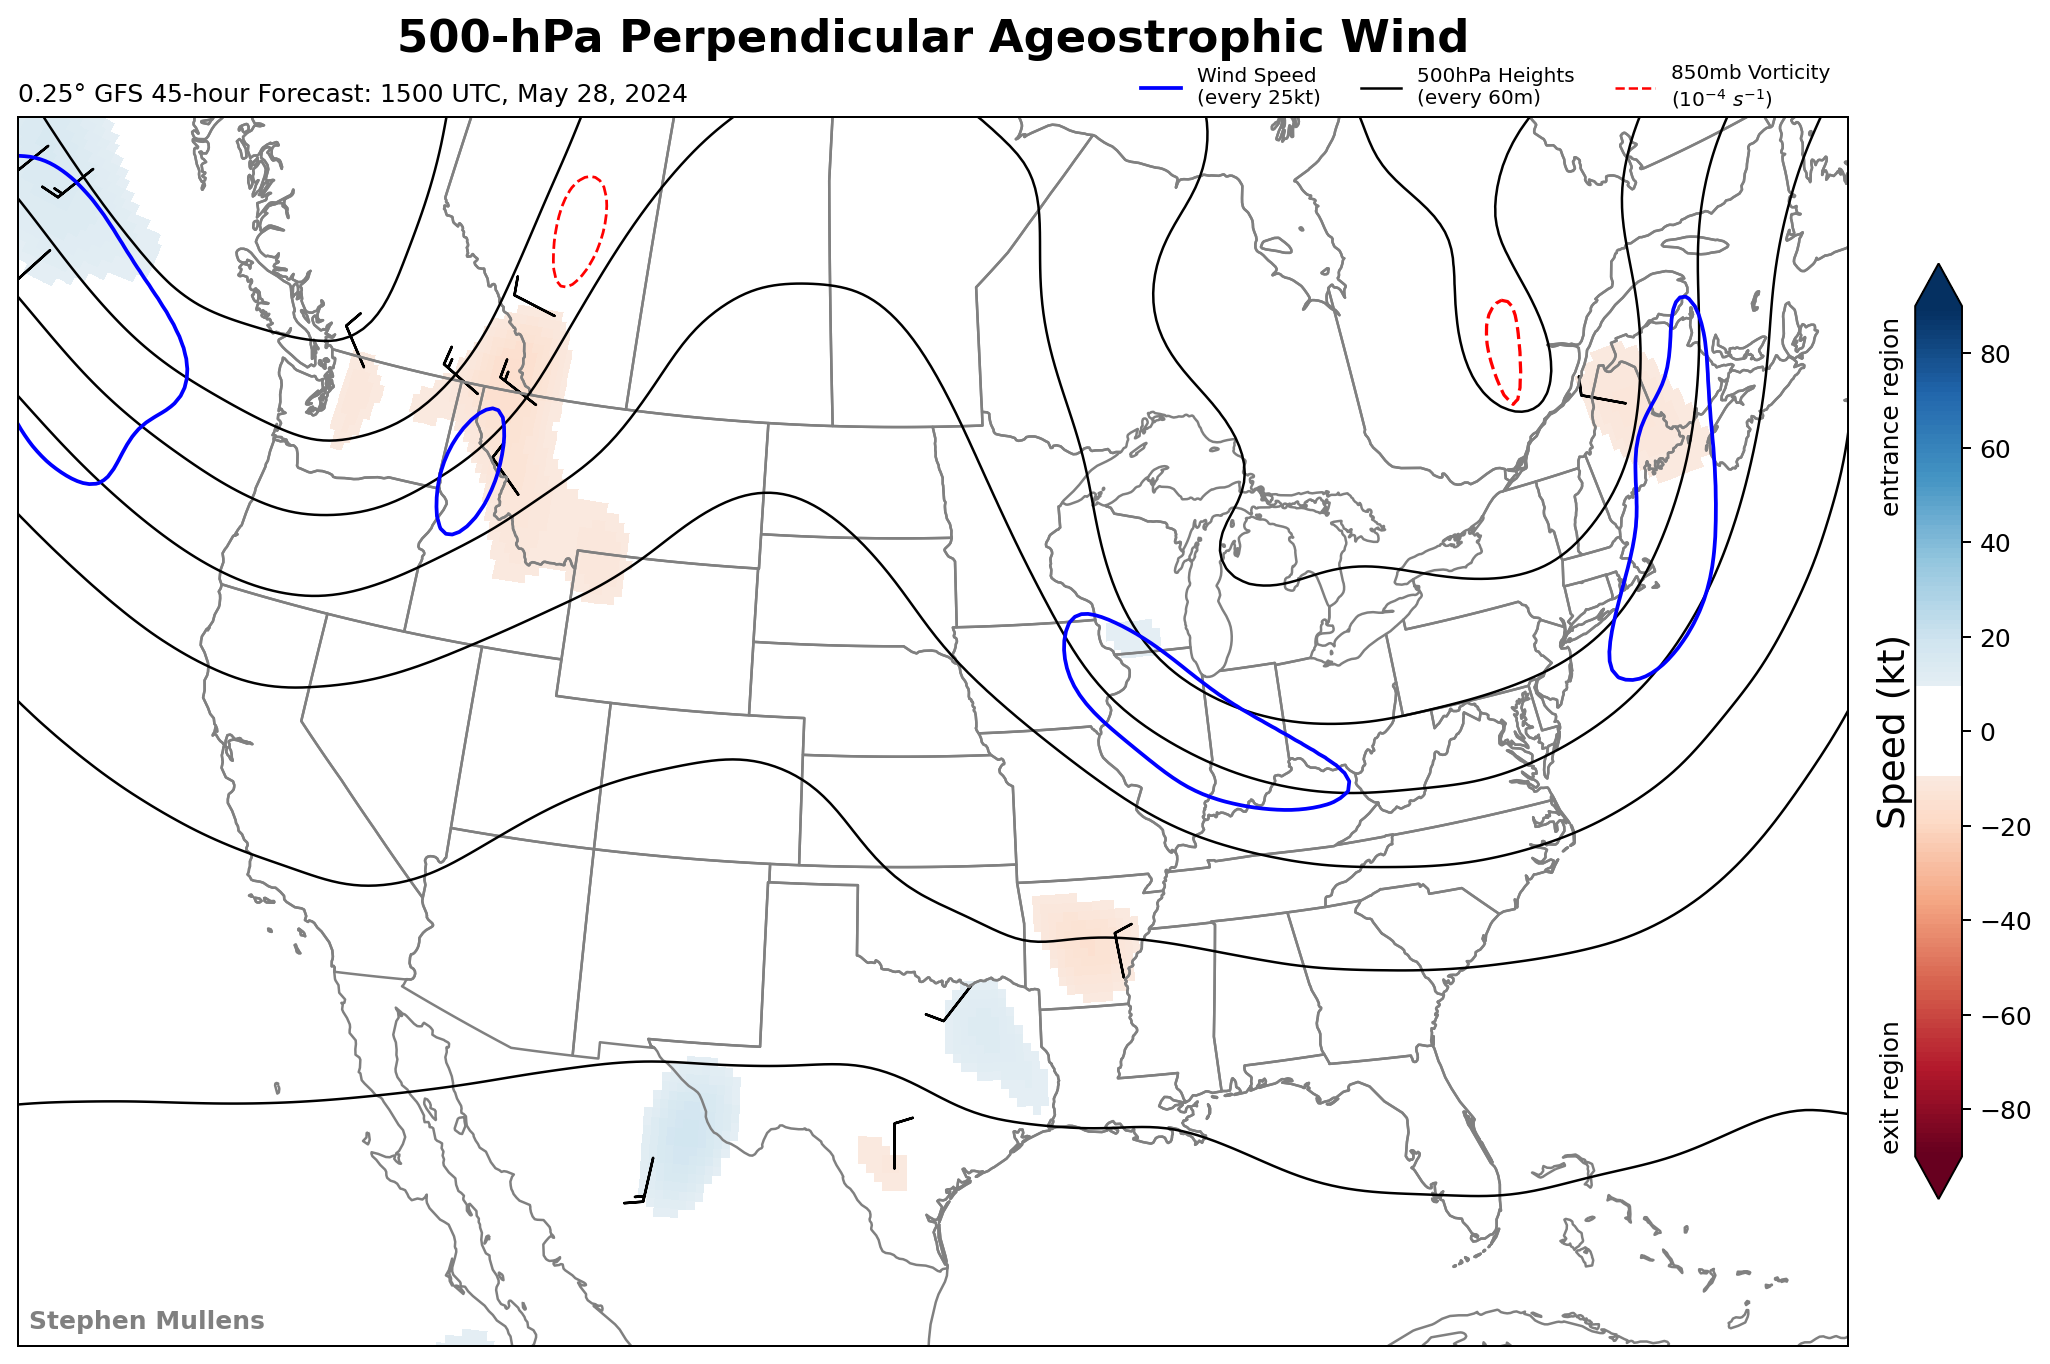 500-hPa Perpendicular Ageostrophic Wind
0.25° GFS 45-hour Forecast: 1500 UTC, May 28, 2024
Wind Speed
(every 25kt)
500hPa Heights
(every 60m)
850mb Vorticity
(10⁻⁴ s⁻¹)
entrance region
Speed (kt)
exit region
80
60
40
20
0
−20
−40
−60
−80
Stephen Mullens